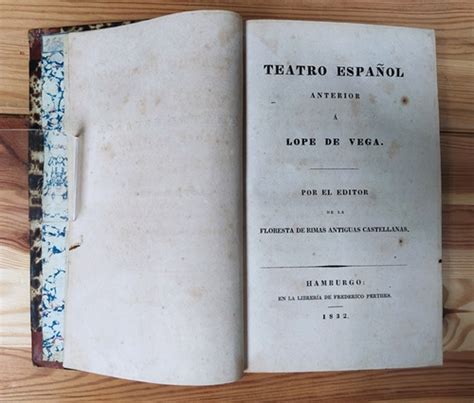 TEATRO ESPAÑOL
ANTERIOR
Á
LOPE DE VEGA.
POR EL EDITOR
DE LA
FLORESTA DE RIMAS ANTIGUAS CASTELLANAS.
HAMBURGO:
EN LA LIBRERÍA DE FREDERICO PERTHES.
1832.